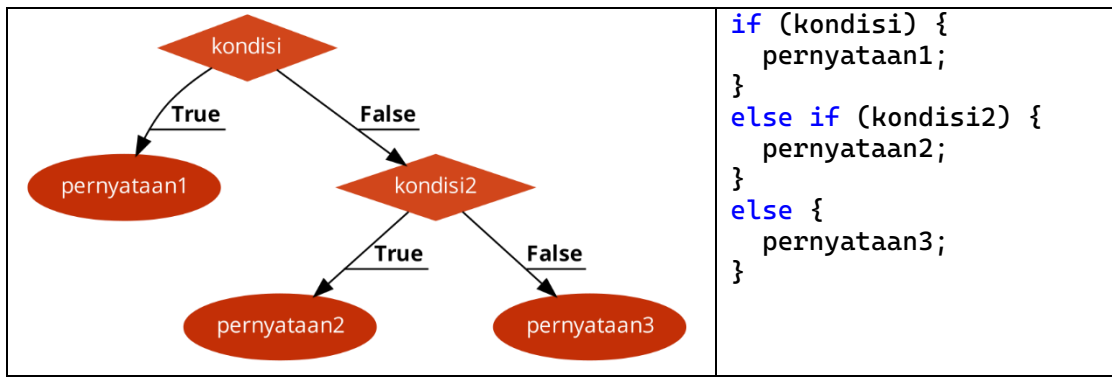 kondisi
True
False
pernyataan1
kondisi2
True
False
pernyataan2
pernyataan3
if (kondisi) {
  pernyataan1;
}
else if (kondisi2) {
  pernyataan2;
}
else {
  pernyataan3;
}